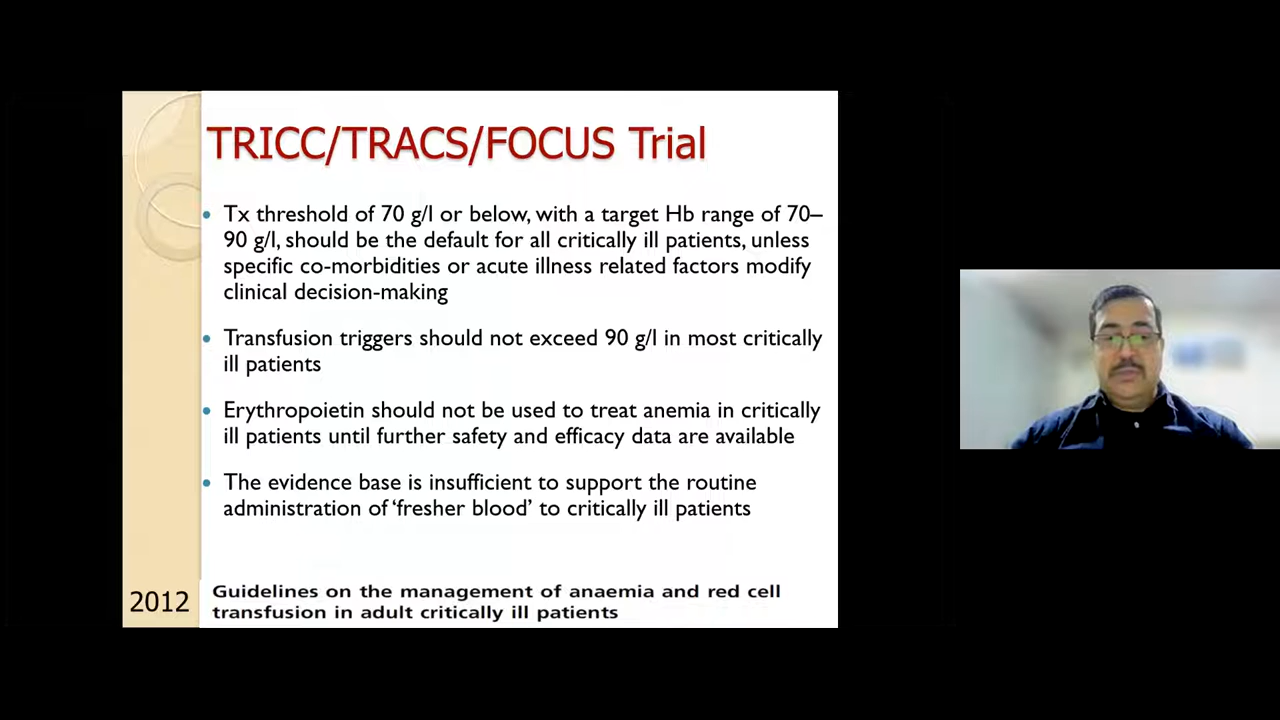 TRICC/TRACS/FOCUS Trial
• Tx threshold of 70 g/l or below, with a target Hb range of 70–
90 g/l, should be the default for all critically ill patients, unless
specific co-morbidities or acute illness related factors modify
clinical decision-making
• Transfusion triggers should not exceed 90 g/l in most critically
ill patients
• Erythropoietin should not be used to treat anemia in critically
ill patients until further safety and efficacy data are available
• The evidence base is insufficient to support the routine
administration of ‘fresher blood’ to critically ill patients
2012
Guidelines on the management of anaemia and red cell
transfusion in adult critically ill patients